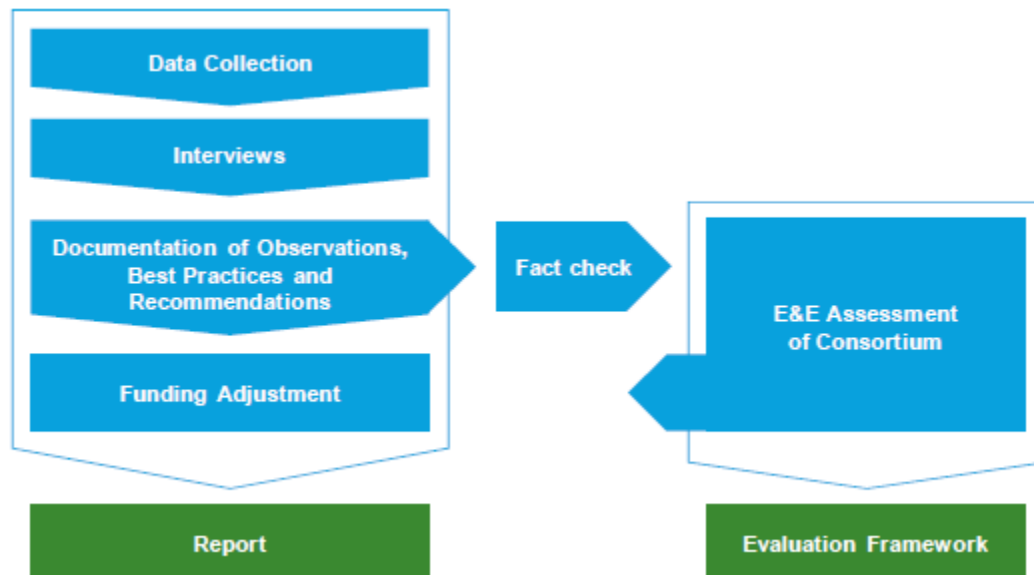 Data Collection
Interviews
Documentation of Observations,
Best Practices and
Recommendations
Fact check
E&E Assessment
of Consortium
Funding Adjustment
Report
Evaluation Framework